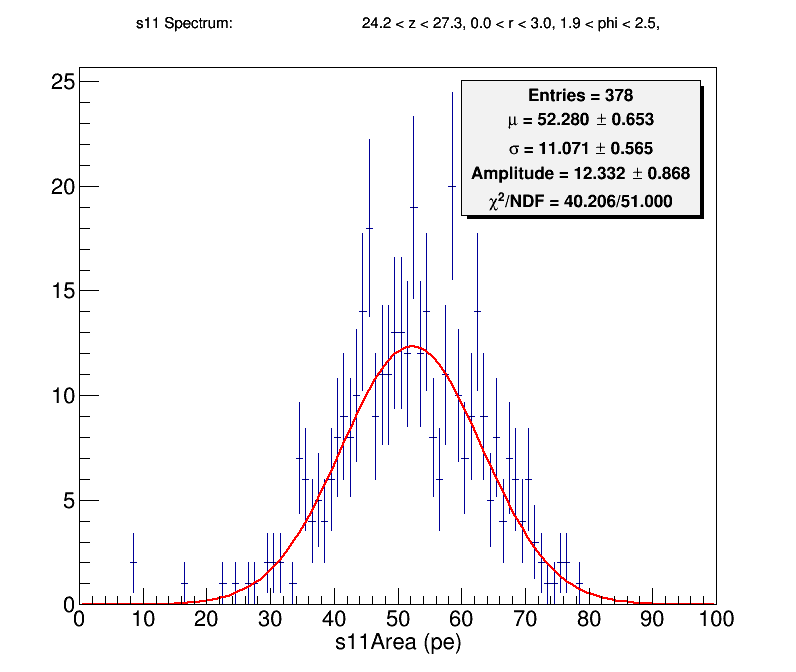 s11 Spectrum: 24.2 < z < 27.3, 0.0 < r < 3.0, 1.9 < phi < 2.5,
Entries = 378
μ = 52.280 ± 0.653
σ = 11.071 ± 0.565
Amplitude = 12.332 ± 0.868
χ²/NDF = 40.206/51.000
25
20
15
10
5
0
0 10 20 30 40 50 60 70 80 90 100
s11Area (pe)